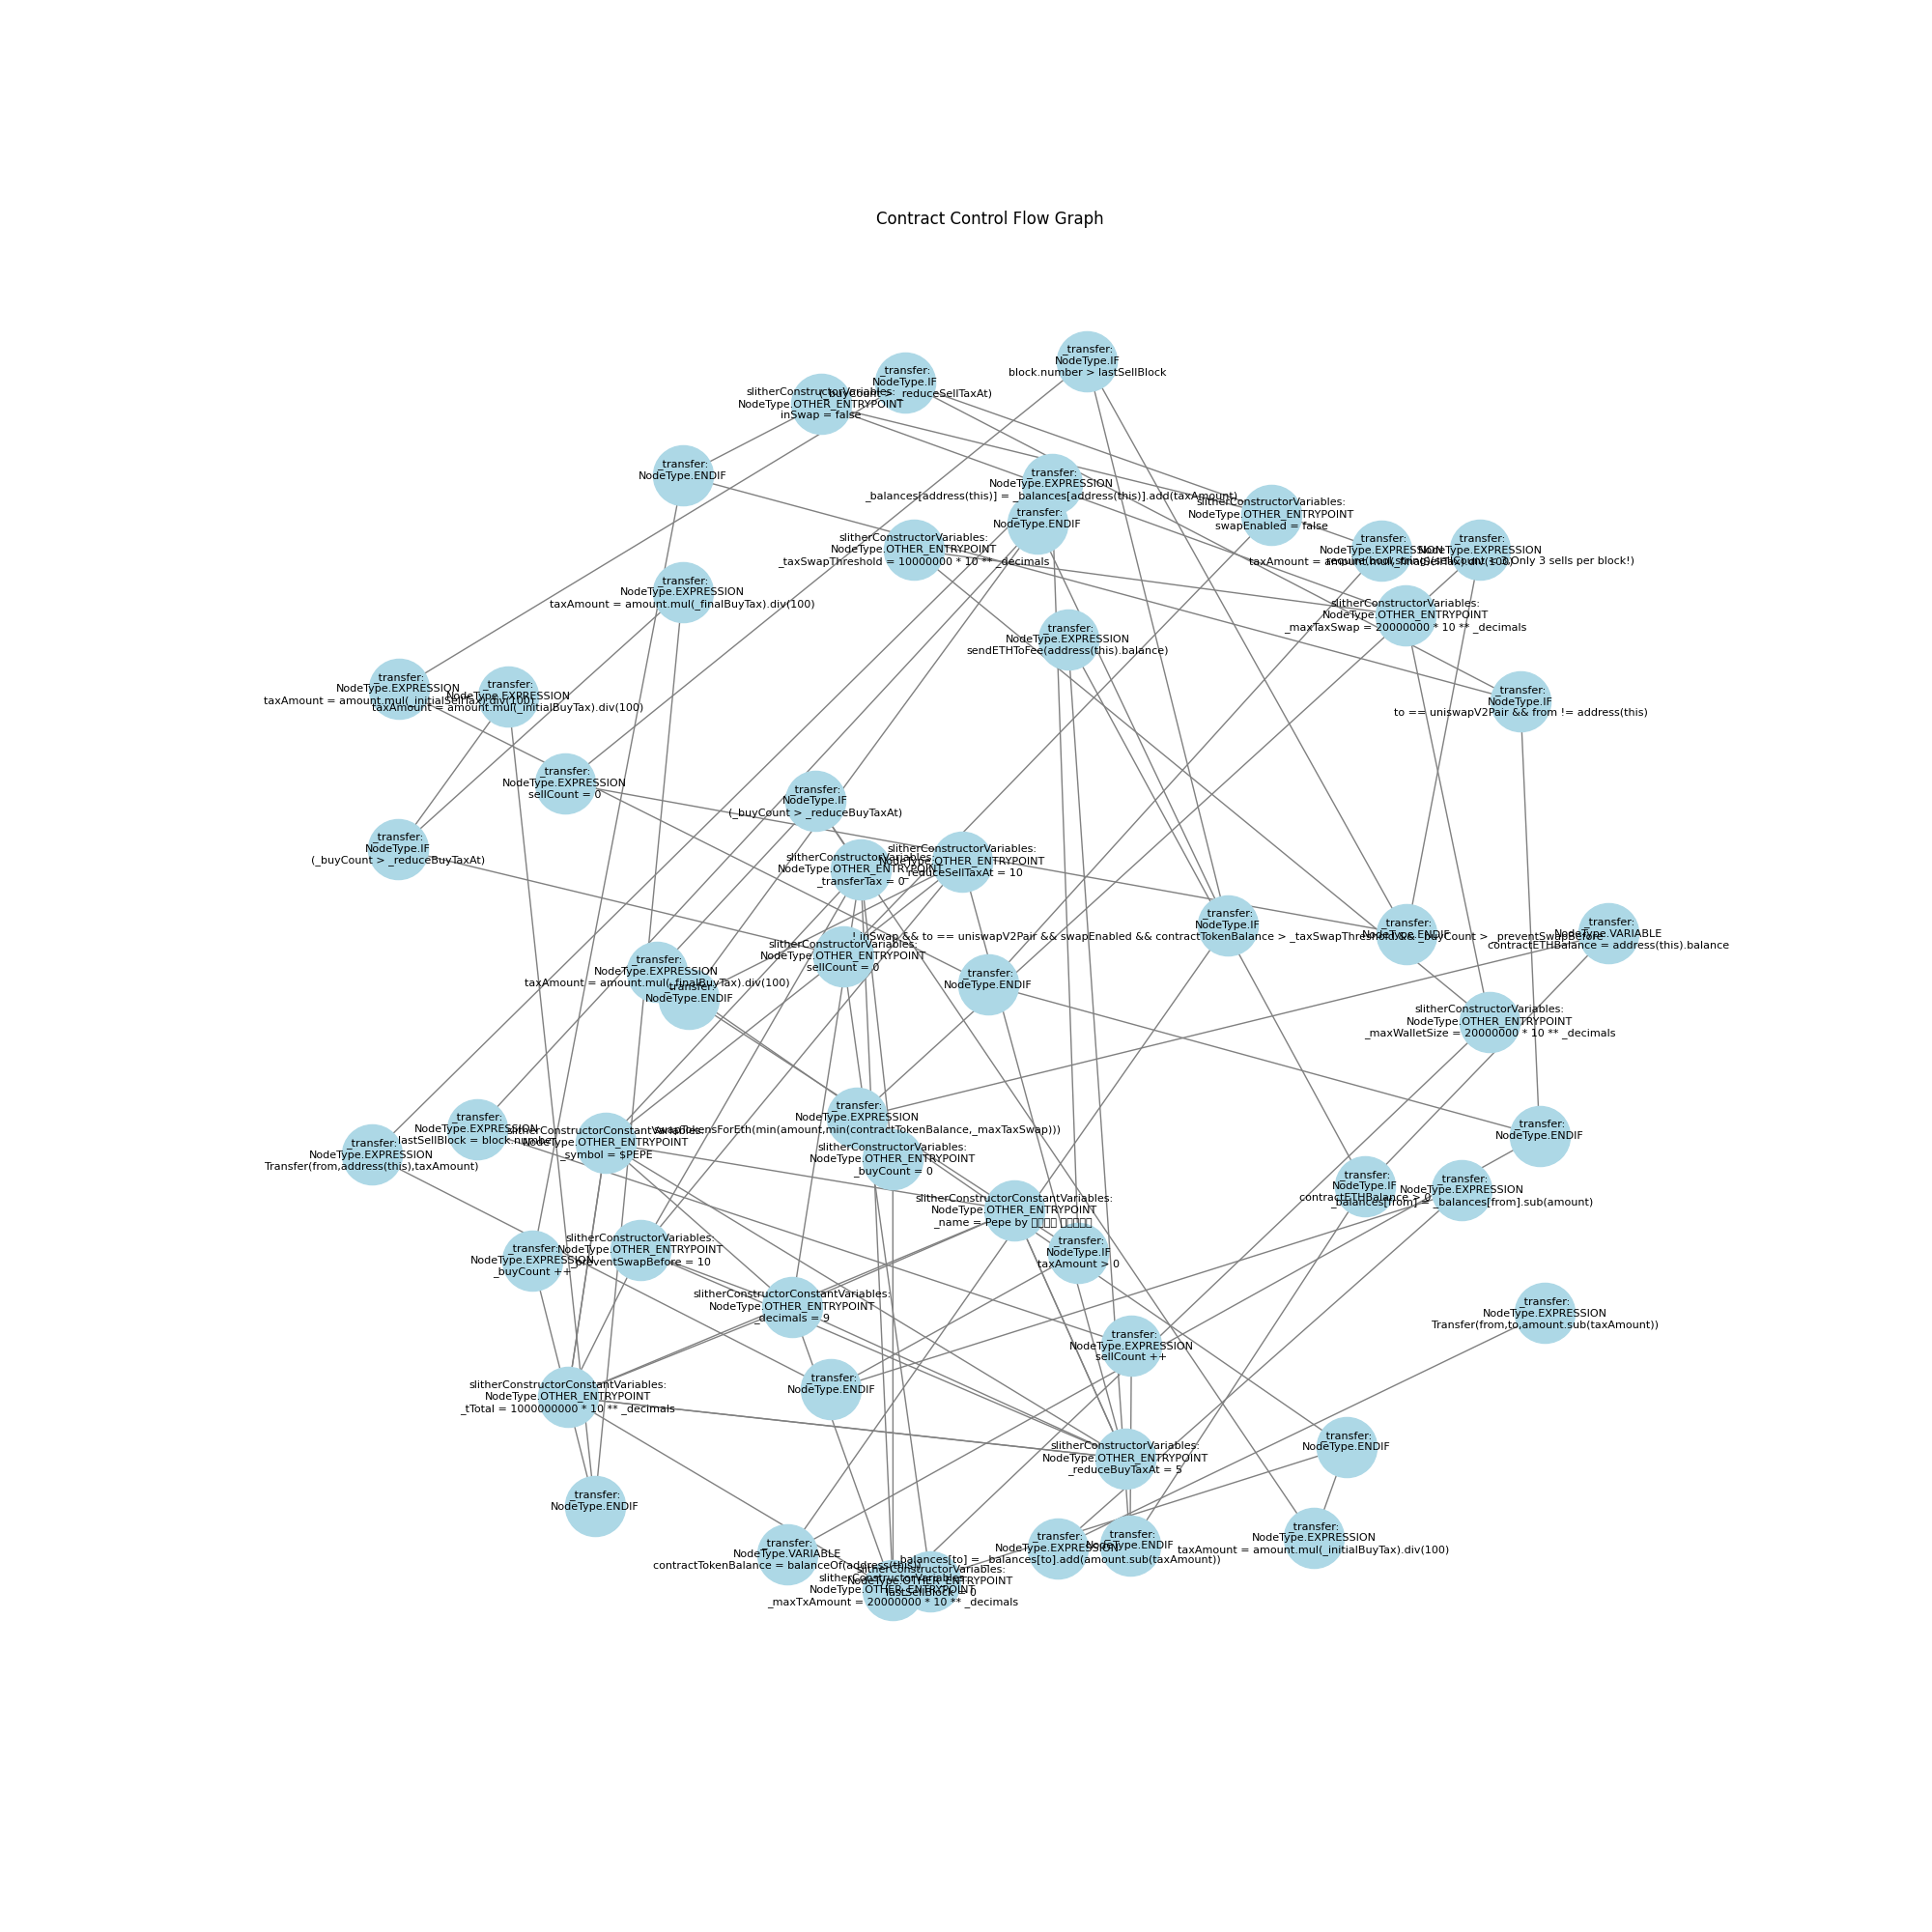 Contract Control Flow Graph
_transfer:
NodeType.IF
block.number > lastSellBlock
_transfer:
NodeType.IF
(_buyCount > _reduceSellTaxAt)
slitherConstructorVariables:
NodeType.OTHER_ENTRYPOINT
inSwap = false
_transfer:
NodeType.ENDIF
_transfer:
NodeType.EXPRESSION
_balances[address(this)] = _balances[address(this)].add(taxAmount)
_transfer:
NodeType.ENDIF
slitherConstructorVariables:
NodeType.OTHER_ENTRYPOINT
swapEnabled = false
slitherConstructorVariables:
NodeType.OTHER_ENTRYPOINT
_taxSwapThreshold = 10000000 * 10 ** _decimals
_transfer:
NodeType.EXPRESSION
taxAmount = amount.mul(_finalSellTax).div(100)
_transfer:
NodeType.EXPRESSION
3,Only 3 sells per block!)
_transfer:
NodeType.EXPRESSION
taxAmount = amount.mul(_finalBuyTax).div(100)
slitherConstructorVariables:
NodeType.OTHER_ENTRYPOINT
_maxTaxSwap = 20000000 * 10 ** _decimals
_transfer:
NodeType.EXPRESSION
sendETHToFee(address(this).balance)
_transfer:
NodeType.EXPRESSION
taxAmount = amount.mul(_initialSellTax).div(100)
_transfer:
NodeType.EXPRESSION
taxAmount = amount.mul(_initialBuyTax).div(100)
_transfer:
NodeType.IF
to == uniswapV2Pair && from != address(this)
_transfer:
NodeType.EXPRESSION
sellCount = 0
_transfer:
NodeType.IF
(_buyCount > _reduceBuyTaxAt)
_transfer:
NodeType.IF
(_buyCount > _reduceBuyTaxAt)
slitherConstructorVariables:
NodeType.OTHER_ENTRYPOINT
_transferTax = 0
slitherConstructorVariables:
NodeType.OTHER_ENTRYPOINT
_reduceSellTaxAt = 10
_transfer:
NodeType.IF
! inSwap && to == uniswapV2Pair && swapEnabled && contractTokenBalance > _taxSwapThreshold && _buyCount > _preventSwapBefore
_transfer:
NodeType.ENDIF
_transfer:
NodeType.VARIABLE
contractETHBalance = address(this).balance
slitherConstructorVariables:
NodeType.OTHER_ENTRYPOINT
sellCount = 0
_transfer:
NodeType.EXPRESSION
taxAmount = amount.mul(_finalBuyTax).div(100)
_transfer:
NodeType.ENDIF
_transfer:
NodeType.ENDIF
slitherConstructorVariables:
NodeType.OTHER_ENTRYPOINT
_maxWalletSize = 20000000 * 10 ** _decimals
_transfer:
NodeType.EXPRESSION
swapTokensForEth(min(amount,min(contractTokenBalance,_maxTaxSwap)))
_transfer:
NodeType.EXPRESSION
lastSellBlock = block.number
slitherConstructorConstantVariables:
NodeType.OTHER_ENTRYPOINT
_symbol = $PEPE
_transfer:
NodeType.EXPRESSION
Transfer(from,address(this),taxAmount)
slitherConstructorVariables:
NodeType.OTHER_ENTRYPOINT
_buyCount = 0
_transfer:
NodeType.ENDIF
_transfer:
NodeType.IF
contractETHBalance > 0
_transfer:
NodeType.EXPRESSION
_balances[from] = _balances[from].sub(amount)
slitherConstructorConstantVariables:
NodeType.OTHER_ENTRYPOINT
_name = Pepe by
_transfer:
NodeType.IF
taxAmount > 0
_transfer:
NodeType.EXPRESSION
_buyCount ++
slitherConstructorVariables:
NodeType.OTHER_ENTRYPOINT
_preventSwapBefore = 10
slitherConstructorConstantVariables:
NodeType.OTHER_ENTRYPOINT
_decimals = 9
_transfer:
NodeType.EXPRESSION
Transfer(from,to,amount.sub(taxAmount))
_transfer:
NodeType.EXPRESSION
sellCount ++
_transfer:
NodeType.ENDIF
slitherConstructorConstantVariables:
NodeType.OTHER_ENTRYPOINT
_tTotal = 1000000000 * 10 ** _decimals
_transfer:
NodeType.ENDIF
slitherConstructorVariables:
NodeType.OTHER_ENTRYPOINT
_reduceBuyTaxAt = 5
_transfer:
NodeType.ENDIF
_transfer:
NodeType.EXPRESSION
taxAmount = amount.mul(_initialBuyTax).div(100)
_transfer:
NodeType.EXPRESSION
_balances[to] = _balances[to].add(amount.sub(taxAmount))
_transfer:
NodeType.ENDIF
_transfer:
NodeType.VARIABLE
contractTokenBalance = balanceOf(address(this))
slitherConstructorVariables:
NodeType.OTHER_ENTRYPOINT
lastSellBlock = 0
slitherConstructorVariables:
NodeType.OTHER_ENTRYPOINT
_maxTxAmount = 20000000 * 10 ** _decimals